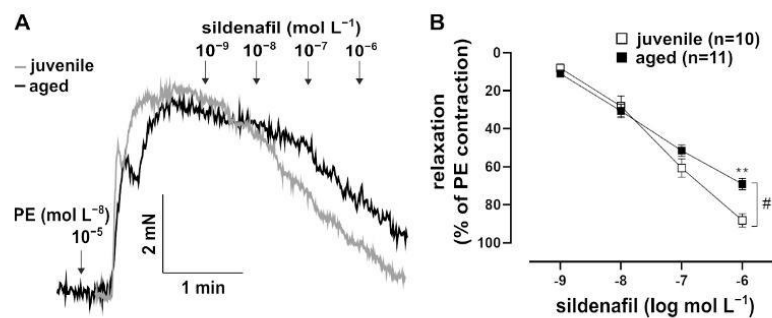 A
sildenafil (mol L⁻¹)
10⁻⁹ 10⁻⁸ 10⁻⁷ 10⁻⁶
juvenile
aged
PE (mol L⁻⁸)
10⁻⁵
2 mN
1 min
B
juvenile (n=10)
aged (n=11)
relaxation
(% of PE contraction)
0
20
40
60
80
100
**
#
-9 -8 -7 -6
sildenafil (log mol L⁻¹)